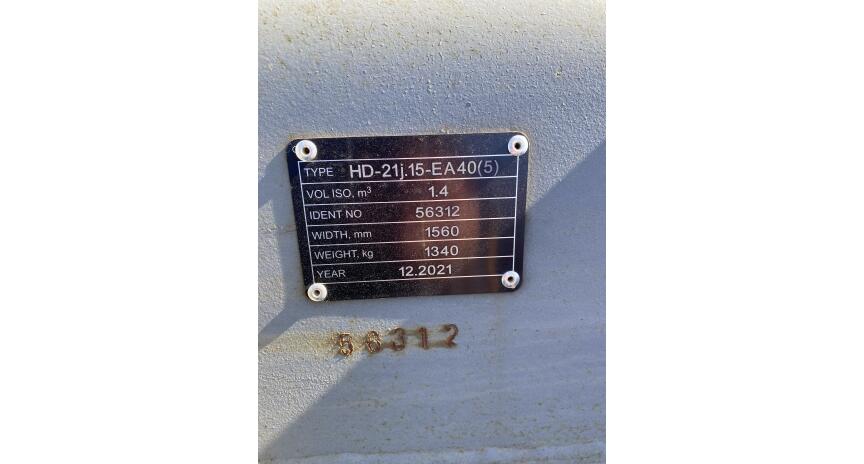 TYPE HD-21j.15-EA40(5)
VOL ISO, m³ 1.4
IDENT NO 56312
WIDTH, mm 1560
WEIGHT, kg 1340
YEAR 12.2021
56312